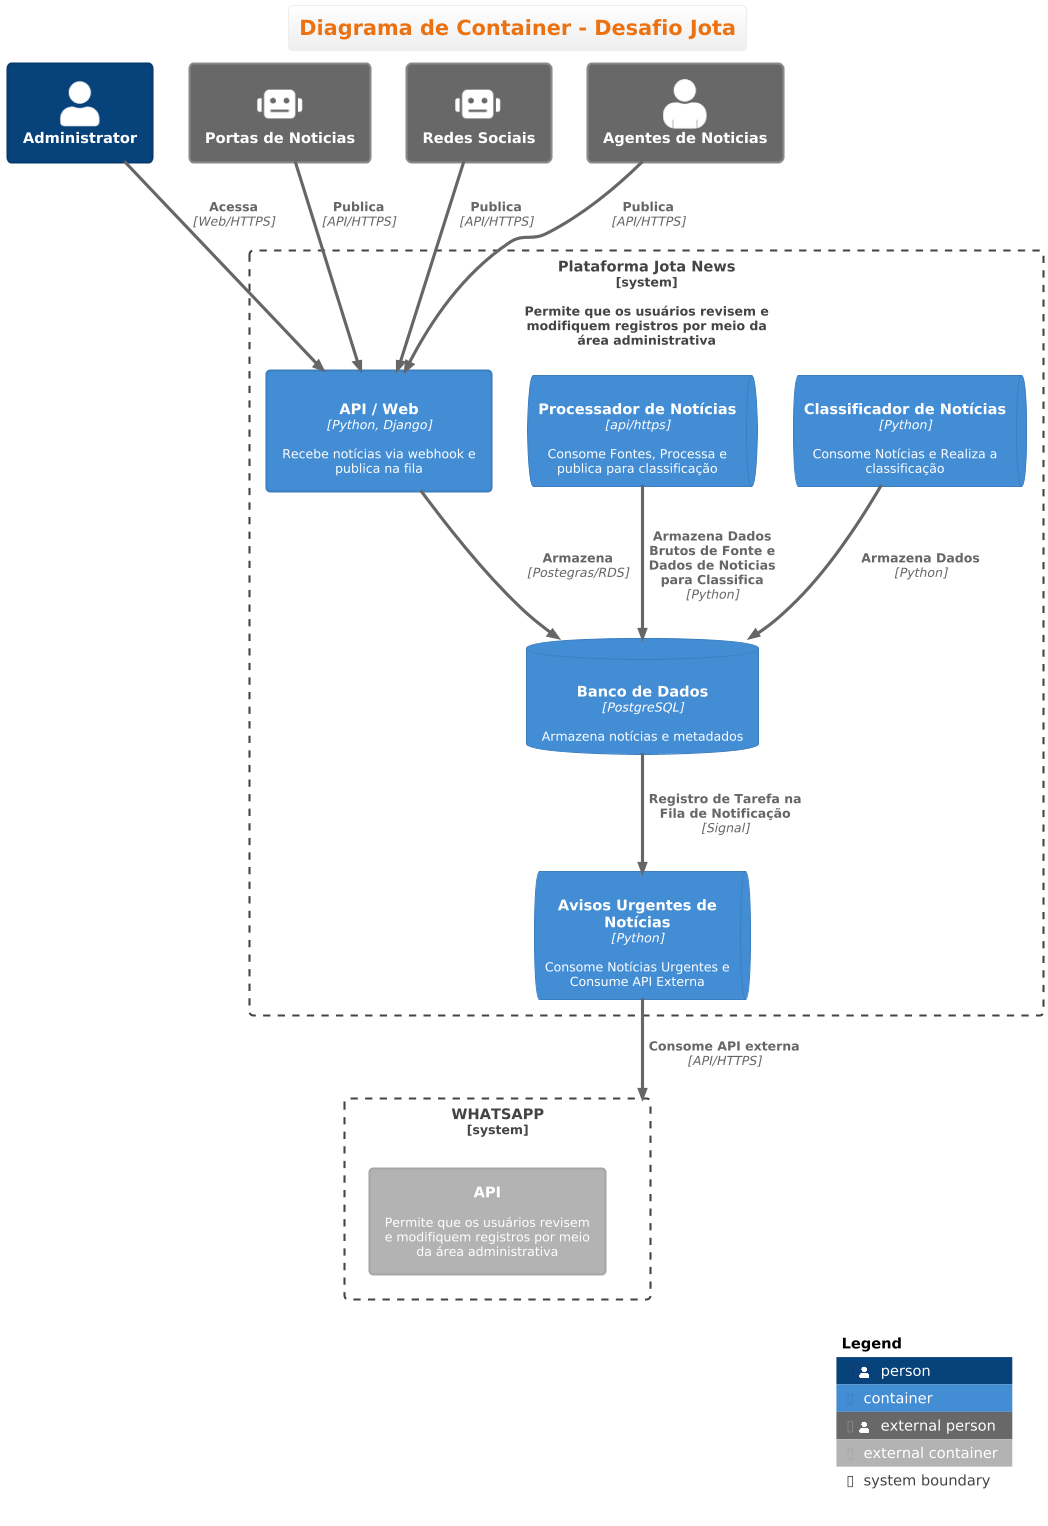 Diagrama de Container - Desafio Jota
Administrator
Portas de Noticias
Redes Sociais
Agentes de Noticias
Acessa
[Web/HTTPS]
Publica
[API/HTTPS]
Publica
[API/HTTPS]
Publica
[API/HTTPS]
Plataforma Jota News
[system]
Permite que os usuários revisem e
modifiquem registros por meio da
área administrativa
API / Web
[Python, Django]
Recebe notícias via webhook e
publica na fila
Processador de Notícias
[api/https]
Consome Fontes, Processa e
publica para classificação
Classificador de Notícias
[Python]
Consome Notícias e Realiza a
classificação
Armazena
[Postegras/RDS]
Armazena Dados
Brutos de Fonte e
Dados de Noticias
para Classifica
[Python]
Armazena Dados
[Python]
Banco de Dados
[PostgreSQL]
Armazena notícias e metadados
Registro de Tarefa na
Fila de Notificação
[Signal]
Avisos Urgentes de
Notícias
[Python]
Consome Notícias Urgentes e
Consume API Externa
Consome API externa
[API/HTTPS]
WHATSAPP
[system]
API
Permite que os usuários revisem
e modifiquem registros por meio
da área administrativa
Legend
person
container
external person
external container
system boundary